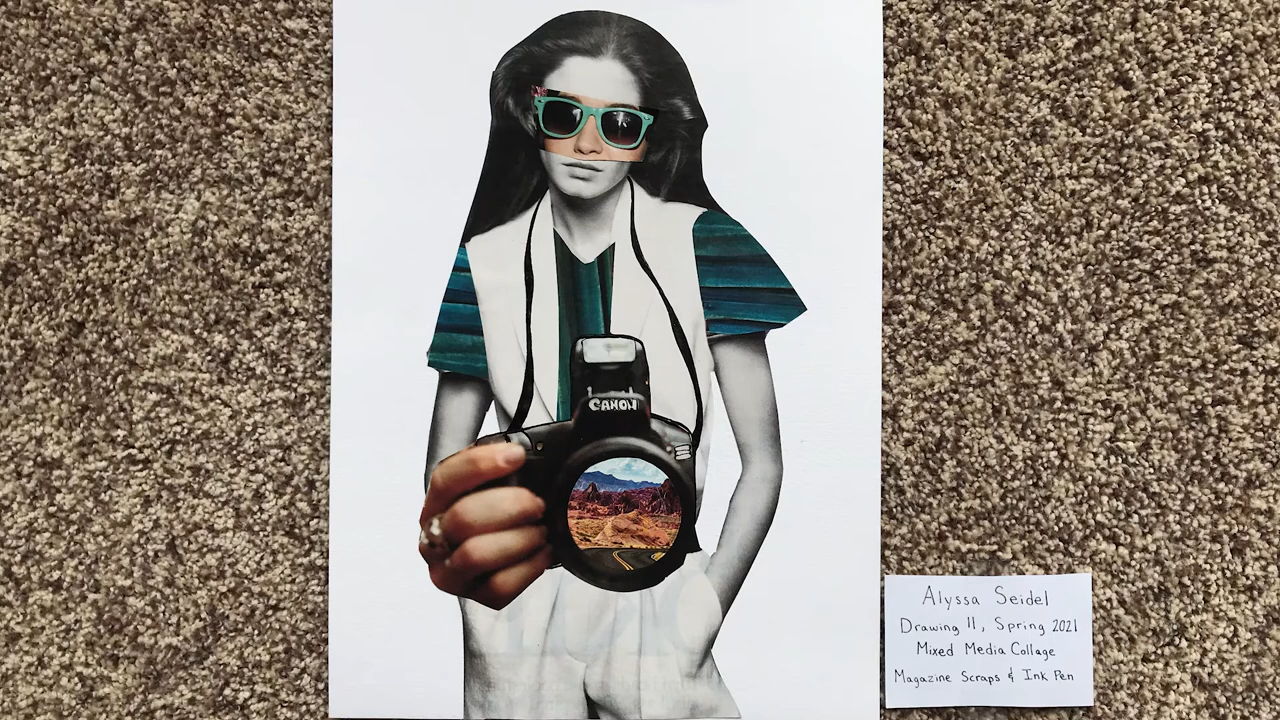 CANON
Alyssa Seidel
Drawing II, Spring 2021
Mixed Media Collage
Magazine Scraps & Ink Pen